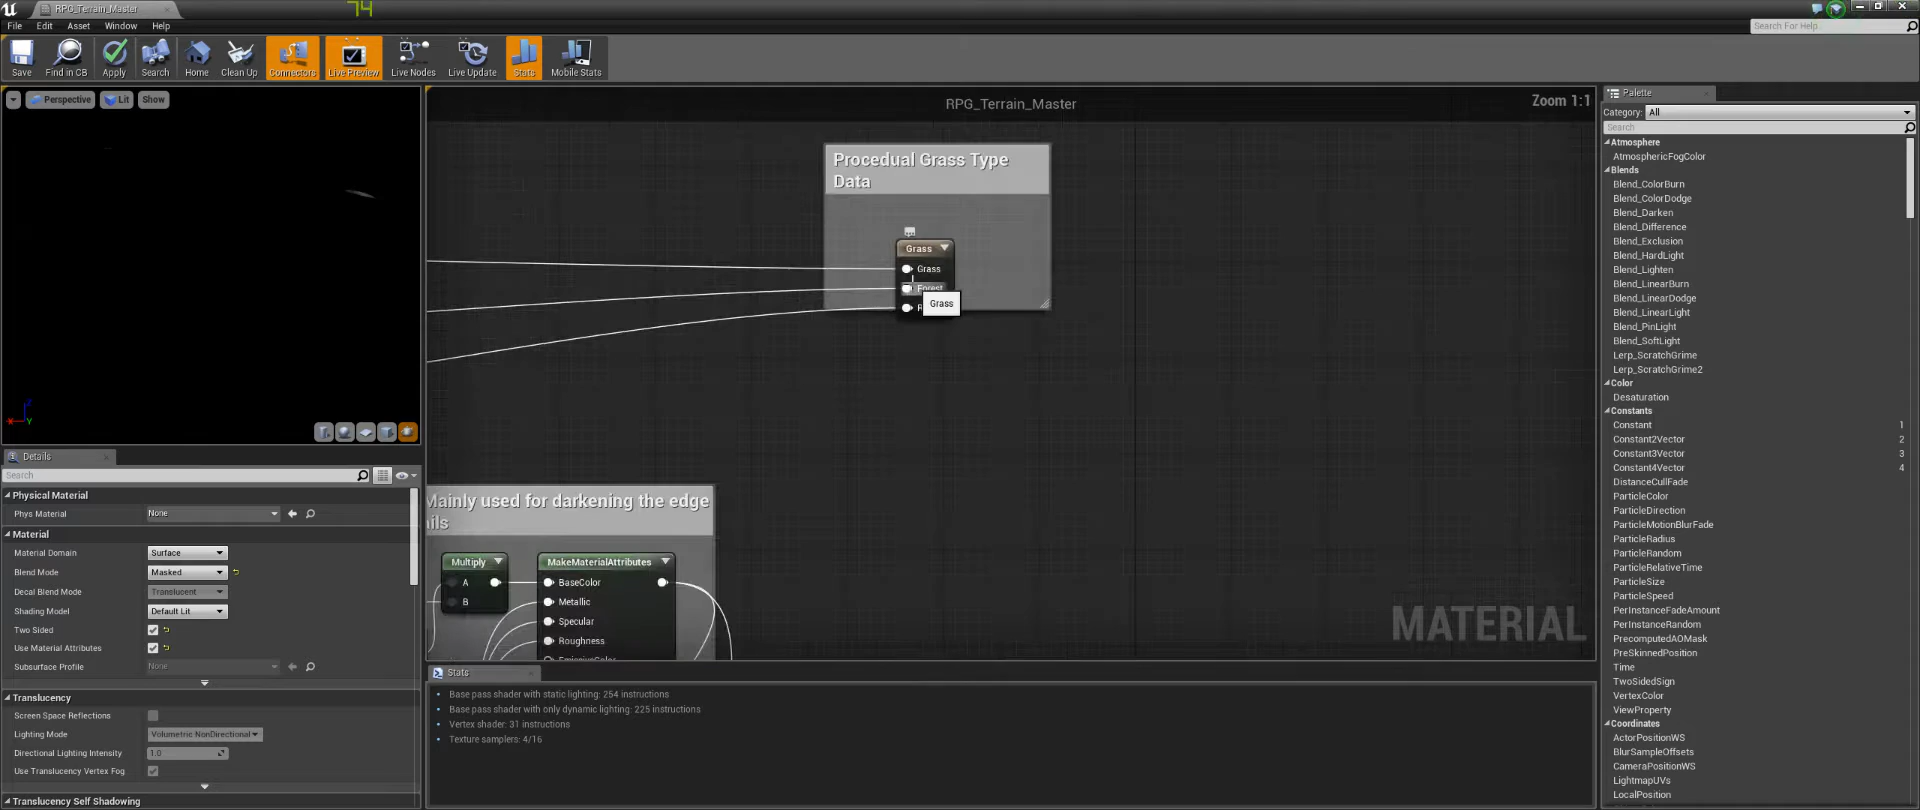 RPG_Terrain_Master
74
File Edit Asset Window Help
Search For Help
Save Find in CB Apply Search Home Clean Up Connectors Live Preview Live Nodes Live Update Stats Mobile Stats
Perspective Lit Show
RPG_Terrain_Master
Zoom 1:1
Procedual Grass Type
Data
Grass
Grass
Forest
Grass
Mainly used for darkening the edge
ils
Multiply
A
B
MakeMaterialAttributes
BaseColor
Metallic
Specular
Roughness
EmissiveColor
MATERIAL
Z
X
Y
Details
Search
Physical Material
Phys Material None
Material
Material Domain Surface
Blend Mode Masked
Decal Blend Mode Translucent
Shading Model Default Lit
Two Sided
Use Material Attributes
Subsurface Profile None
Translucency
Screen Space Reflections
Lighting Mode Volumetric NonDirectional
Directional Lighting Intensity 1.0
Use Translucency Vertex Fog
Translucency Self Shadowing
Stats
Base pass shader with static lighting: 254 instructions
Base pass shader with only dynamic lighting: 225 instructions
Vertex shader: 31 instructions
Texture samplers: 4/16
Palette
Category: All
Search
Atmosphere
AtmosphericFogColor
Blends
Blend_ColorBurn
Blend_ColorDodge
Blend_Darken
Blend_Difference
Blend_Exclusion
Blend_HardLight
Blend_Lighten
Blend_LinearBurn
Blend_LinearDodge
Blend_LinearLight
Blend_PinLight
Blend_SoftLight
Lerp_ScratchGrime
Lerp_ScratchGrime2
Color
Desaturation
Constants
Constant 1
Constant2Vector 2
Constant3Vector 3
Constant4Vector 4
DistanceCullFade
ParticleColor
ParticleDirection
ParticleMotionBlurFade
ParticleRadius
ParticleRandom
ParticleRelativeTime
ParticleSize
ParticleSpeed
PerInstanceFadeAmount
PerInstanceRandom
PrecomputedAOMask
PreSkinnedPosition
Time
TwoSidedSign
VertexColor
ViewProperty
Coordinates
ActorPositionWS
BlurSampleOffsets
CameraPositionWS
LightmapUVs
LocalPosition